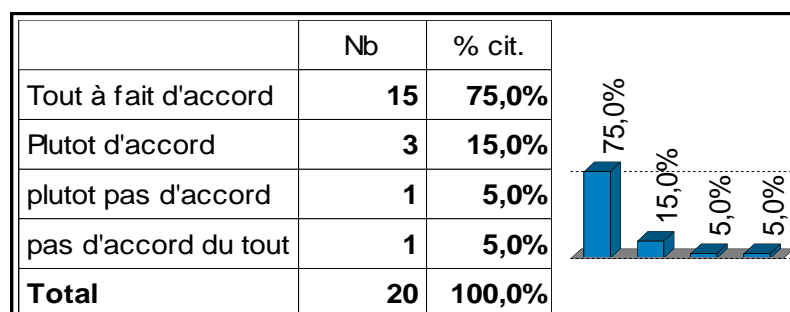 Nb % cit.
Tout à fait d'accord 15 75,0%
Plutot d'accord 3 15,0%
plutot pas d'accord 1 5,0%
pas d'accord du tout 1 5,0%
Total 20 100,0%
75,0%
15,0%
5,0%
5,0%